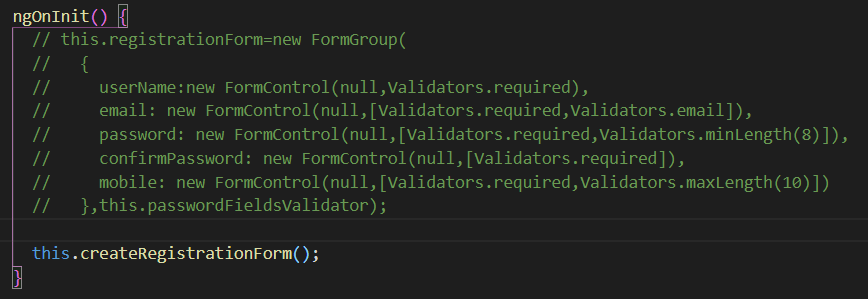 ngOnInit() {
// this.registrationForm=new FormGroup(
//   {
//     userName:new FormControl(null,Validators.required),
//     email: new FormControl(null,[Validators.required,Validators.email]),
//     password: new FormControl(null,[Validators.required,Validators.minLength(8)]),
//     confirmPassword: new FormControl(null,[Validators.required]),
//     mobile: new FormControl(null,[Validators.required,Validators.maxLength(10)])
//   },this.passwordFieldsValidator);
this.createRegistrationForm();
}